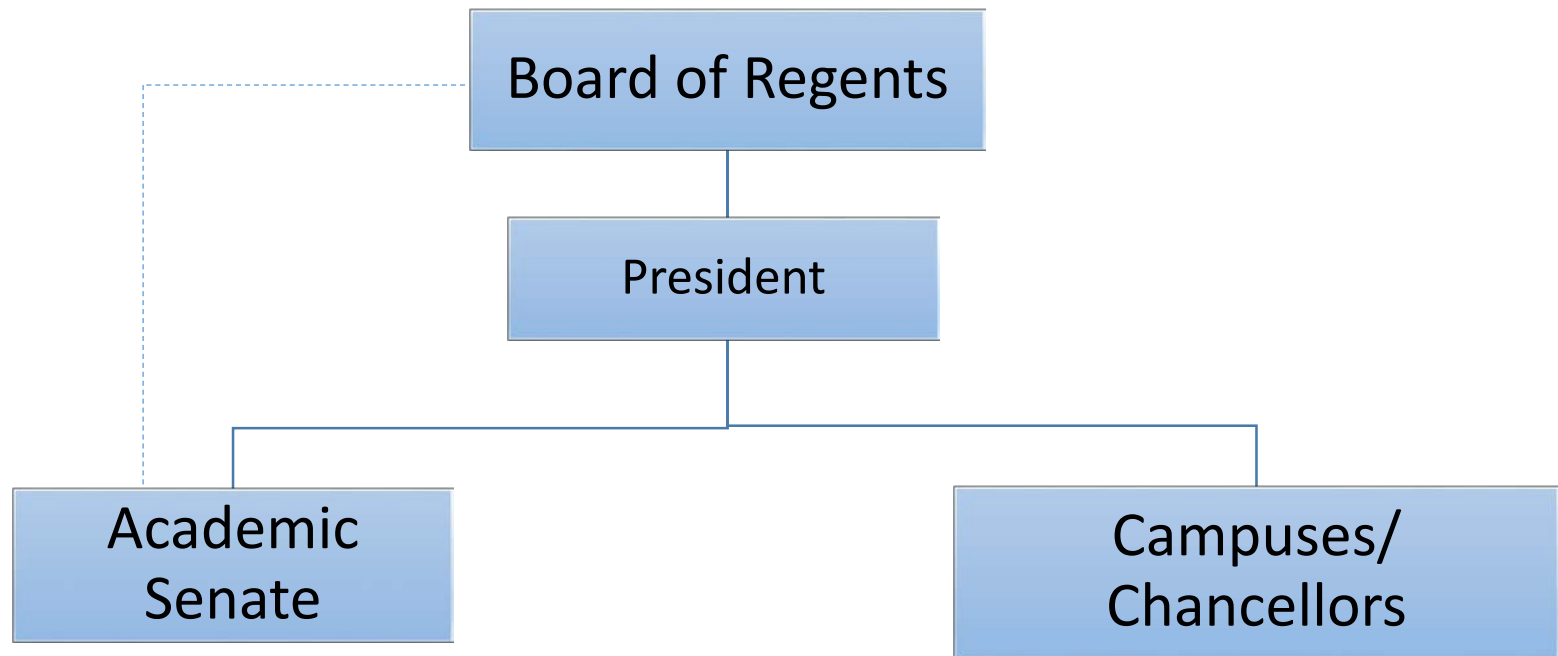 Board of Regents
President
Academic
Senate
Campuses/
Chancellors